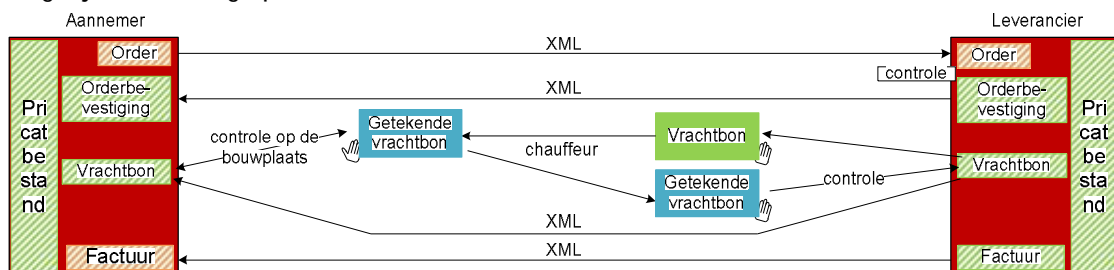 Aannemer
Leverancier
XML
Order
Order
controle
Orderbe-
vestiging
XML
Orderbe-
vestiging
Pri
cat
be
sta
nd
Pri
cat
be
sta
nd
controle op de
bouwplaats
Getekende
vrachtbon
chauffeur
Vrachtbon
Vrachtbon
Vrachtbon
Getekende
vrachtbon
controle
XML
XML
Factuur
Factuur